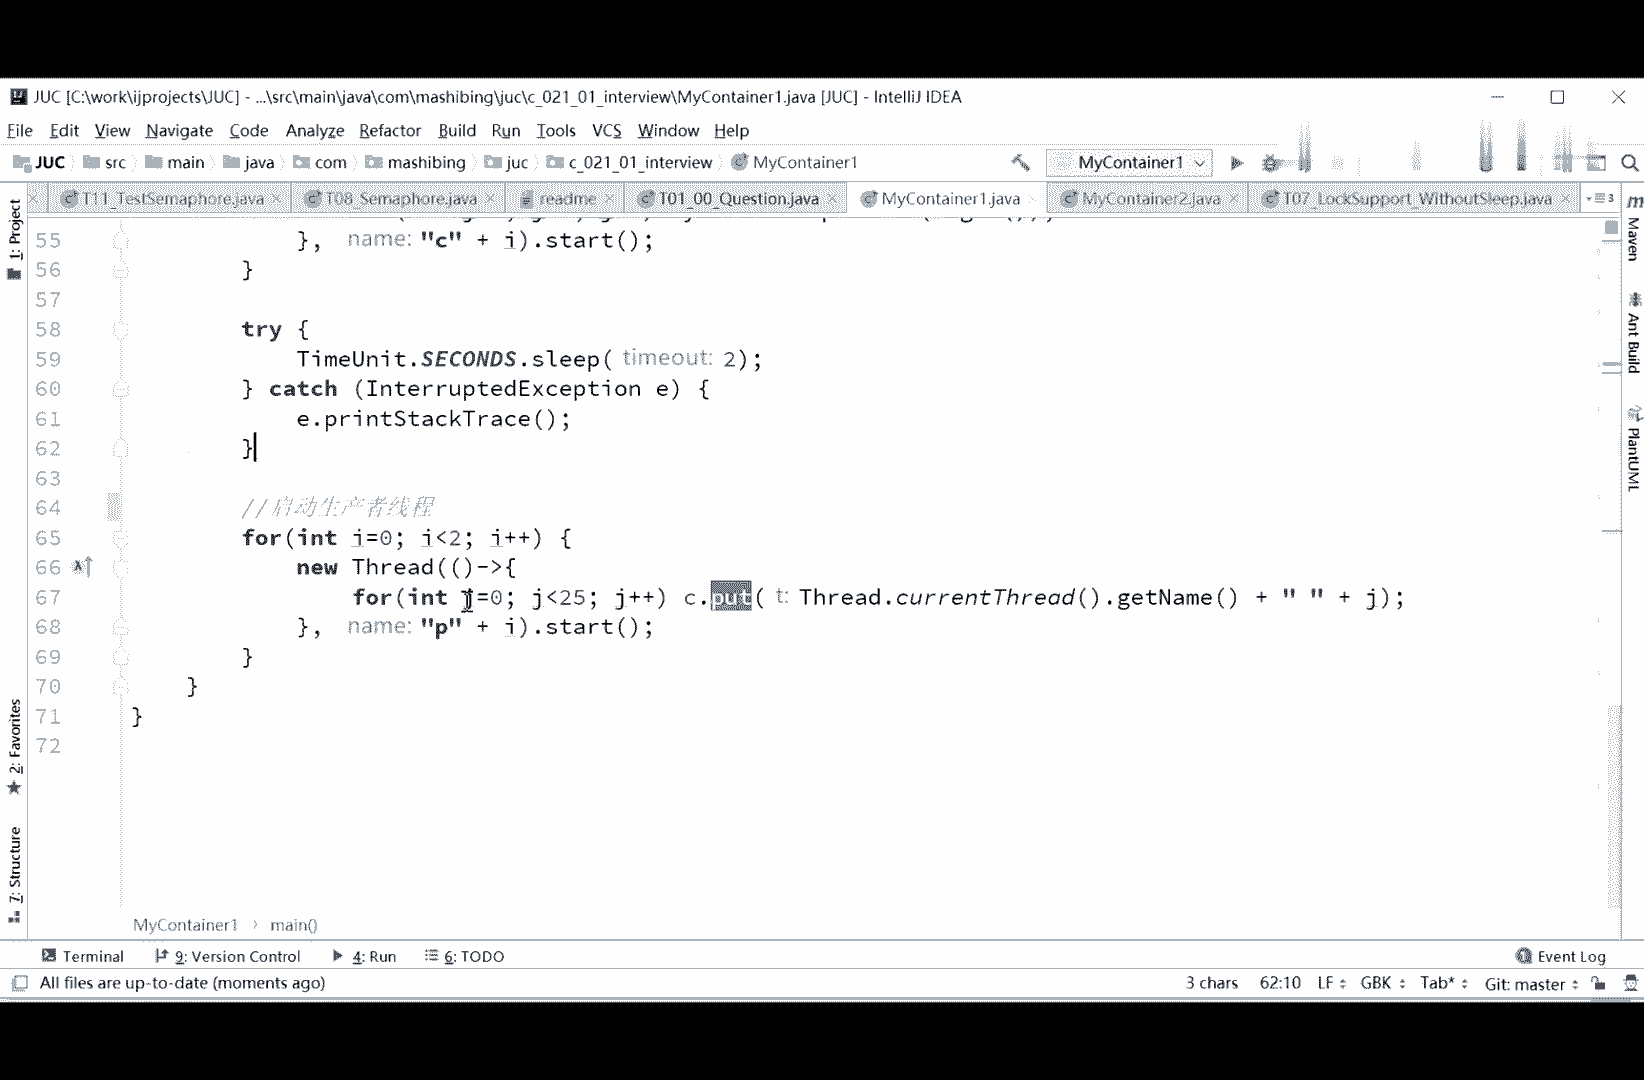 JUC [C:\work\ijprojects\JUC] - ...\src\main\java\com\mashibing\juc\c_021_01_interview\MyContainer1.java [JUC] - IntelliJ IDEA
File Edit View Navigate Code Analyze Refactor Build Run Tools VCS Window Help
JUC src main java com mashibing juc c_021_01_interview MyContainer1 MyContainer1
T11_TestSemaphore.java T08_Semaphore.java readme T01_00_Question.java MyContainer1.java MyContainer2.java T07_LockSupport_WithoutSleep.java 3
1: Project
2: Favorites
7: Structure
55 }, name: "c" + i).start();
56 }
57
58 try {
59 TimeUnit.SECONDS.sleep( timeout: 2);
60 } catch (InterruptedException e) {
61 e.printStackTrace();
62 }
63
64 //启动生产者线程
65 for(int i=0; i<2; i++) {
66 new Thread(()->{
67 for(int j=0; j<25; j++) c.put( t: Thread.currentThread().getName() + " " + j);
68 }, name: "p" + i).start();
69 }
70 }
71 }
72
Maven
Ant Build
PlantUML
MyContainer1 › main()
Terminal 9: Version Control 4: Run 6: TODO Event Log
All files are up-to-date (moments ago) 3 chars 62:10 LF GBK Tab* Git: master